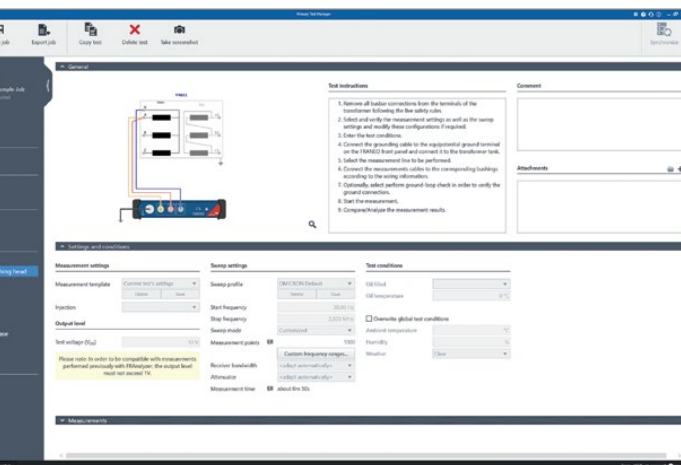 Primary Test Manager
job
Export job
Copy test
Delete test
Take screenshot
Synchronize
General
Job
Test instructions
1. Remove all busbar connections from the terminals of the
transformer following the five safety rules.
2. Select and verify the measurement settings as well as the sweep
settings and modify these configurations if required.
3. Enter the test conditions.
4. Connect the grounding cable to the equipotential ground terminal
on the FRANEO front panel and connect it to the transformer tank.
5. Select the measurement line to be performed.
6. Connect the measurements cables to the corresponding bushings
according to the wiring information.
7. Optionally, select perform ground-loop check in order to verify the
ground connection.
8. Start the measurement.
9. Compare/Analyze the measurement results.
Comment
Attachments
Settings and conditions
Measurement settings
Measurement template
Current test's settings
Delete
Save
Injection
Output level
Test voltage
10 V
Please note: In order to be compatible with measurements
performed previously with FRAnalyzer, the output level
must not exceed 1V.
Sweep settings
Sweep profile
OMICRON Default
Delete
Save
Start frequency
Stop frequency
Sweep mode
Customized
Measurement points
1000
Custom frequency ranges...
Receiver bandwidth
<adapt automatically>
Attenuator
<adapt automatically>
Measurement time
about 0m 50s
Test conditions
Oil filled
Oil temperature
0 °C
Overwrite global test conditions
Ambient temperature
°C
Humidity
%
Weather
Clear
head
Measurements